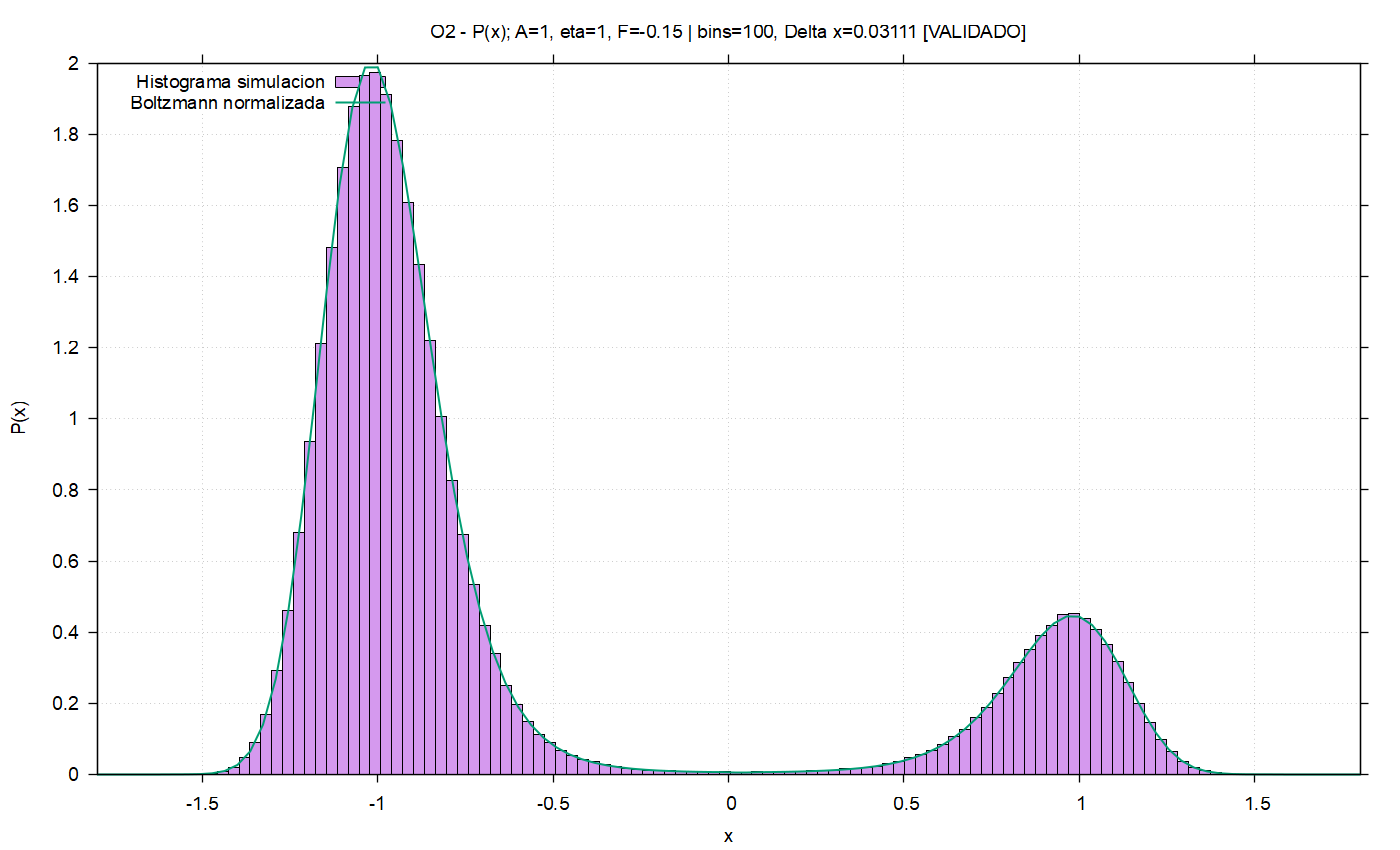 O2 - P(x); A=1, eta=1, F=-0.15 | bins=100, Delta x=0.03111 [VALIDADO]
Histograma simulacion
Boltzmann normalizada
2
1.8
1.6
1.4
1.2
1
0.8
0.6
0.4
0.2
0
P(x)
-1.5 -1 -0.5 0 0.5 1 1.5
x